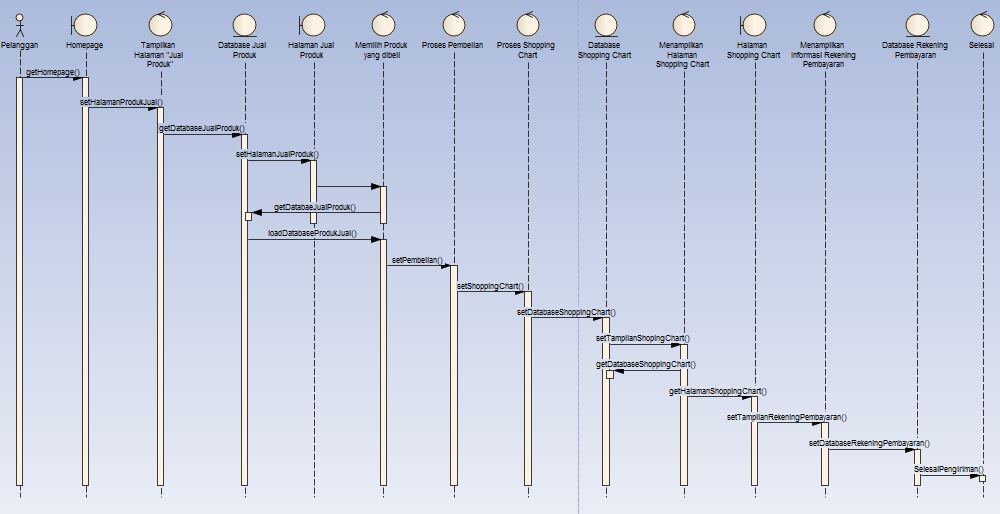 Pelanggan
Homepage
Tampilkan
Halaman "Jual
Produk"
Database Jual
Produk
Halaman Jual
Produk
Memilih Produk
yang dibeli
Proses Pembelian
Proses Shopping
Chart
Database
Shopping Chart
Menampilkan
Halaman
Shopping Chart
Halaman
Shopping Chart
Menampilkan
Informasi Rekening
Pembayaran
Database Rekening
Pembayaran
Selesai
getHomepage()
setHalamanProdukJual()
getDatabaseJualProduk()
setHalamanJualProduk()
getDatabaeJualProduk()
loadDatabaseProdukJual()
setPembelian()
setShoppingChart()
setDatabaseShoppingChart()
setTampilanShopingChart()
getDatabaseShoppingChart()
getHalamanShoppingChart()
setTampilanRekeningPembayaran()
setDatabaseRekeningPembayaran()
SelesaiPengiriman()